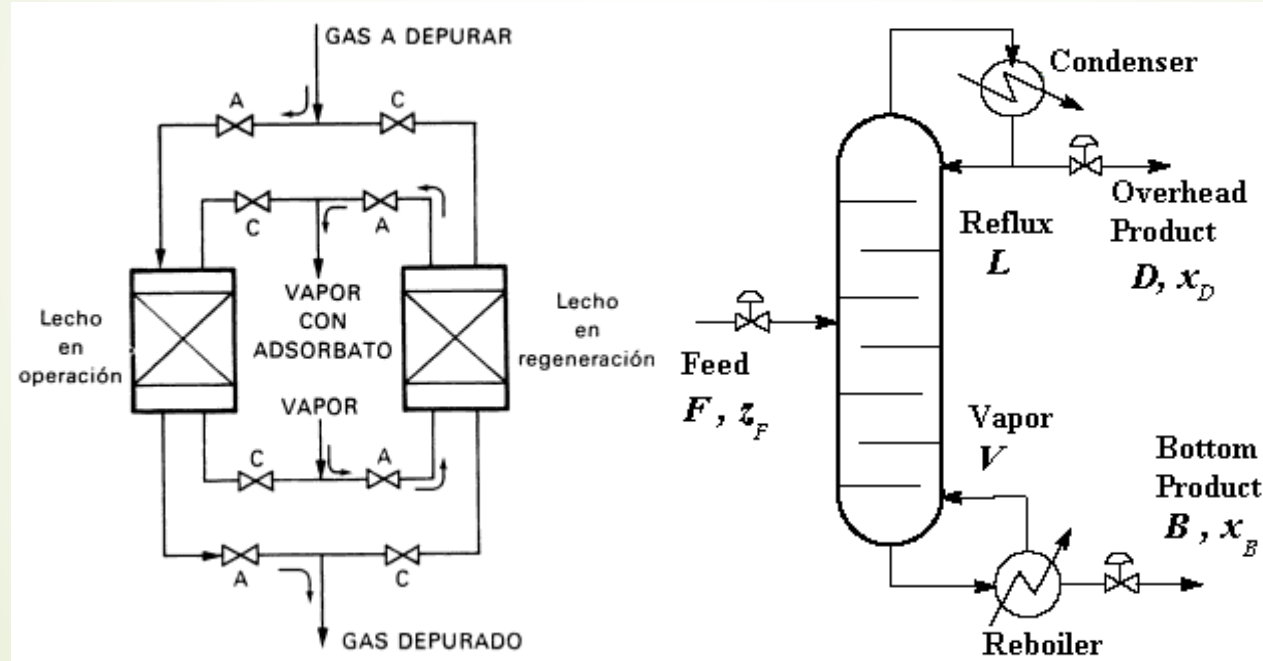 GAS A DEPURAR
A
C
C
A
Lecho
en
operación
VAPOR
CON
ADSORBATO
Lecho
en
regeneración
VAPOR
C
A
A
C
GAS DEPURADO
Condenser
Overhead
Product
D, x_D
Reflux
L
Feed
F , z_F
Vapor
V
Bottom
Product
B , x_B
Reboiler